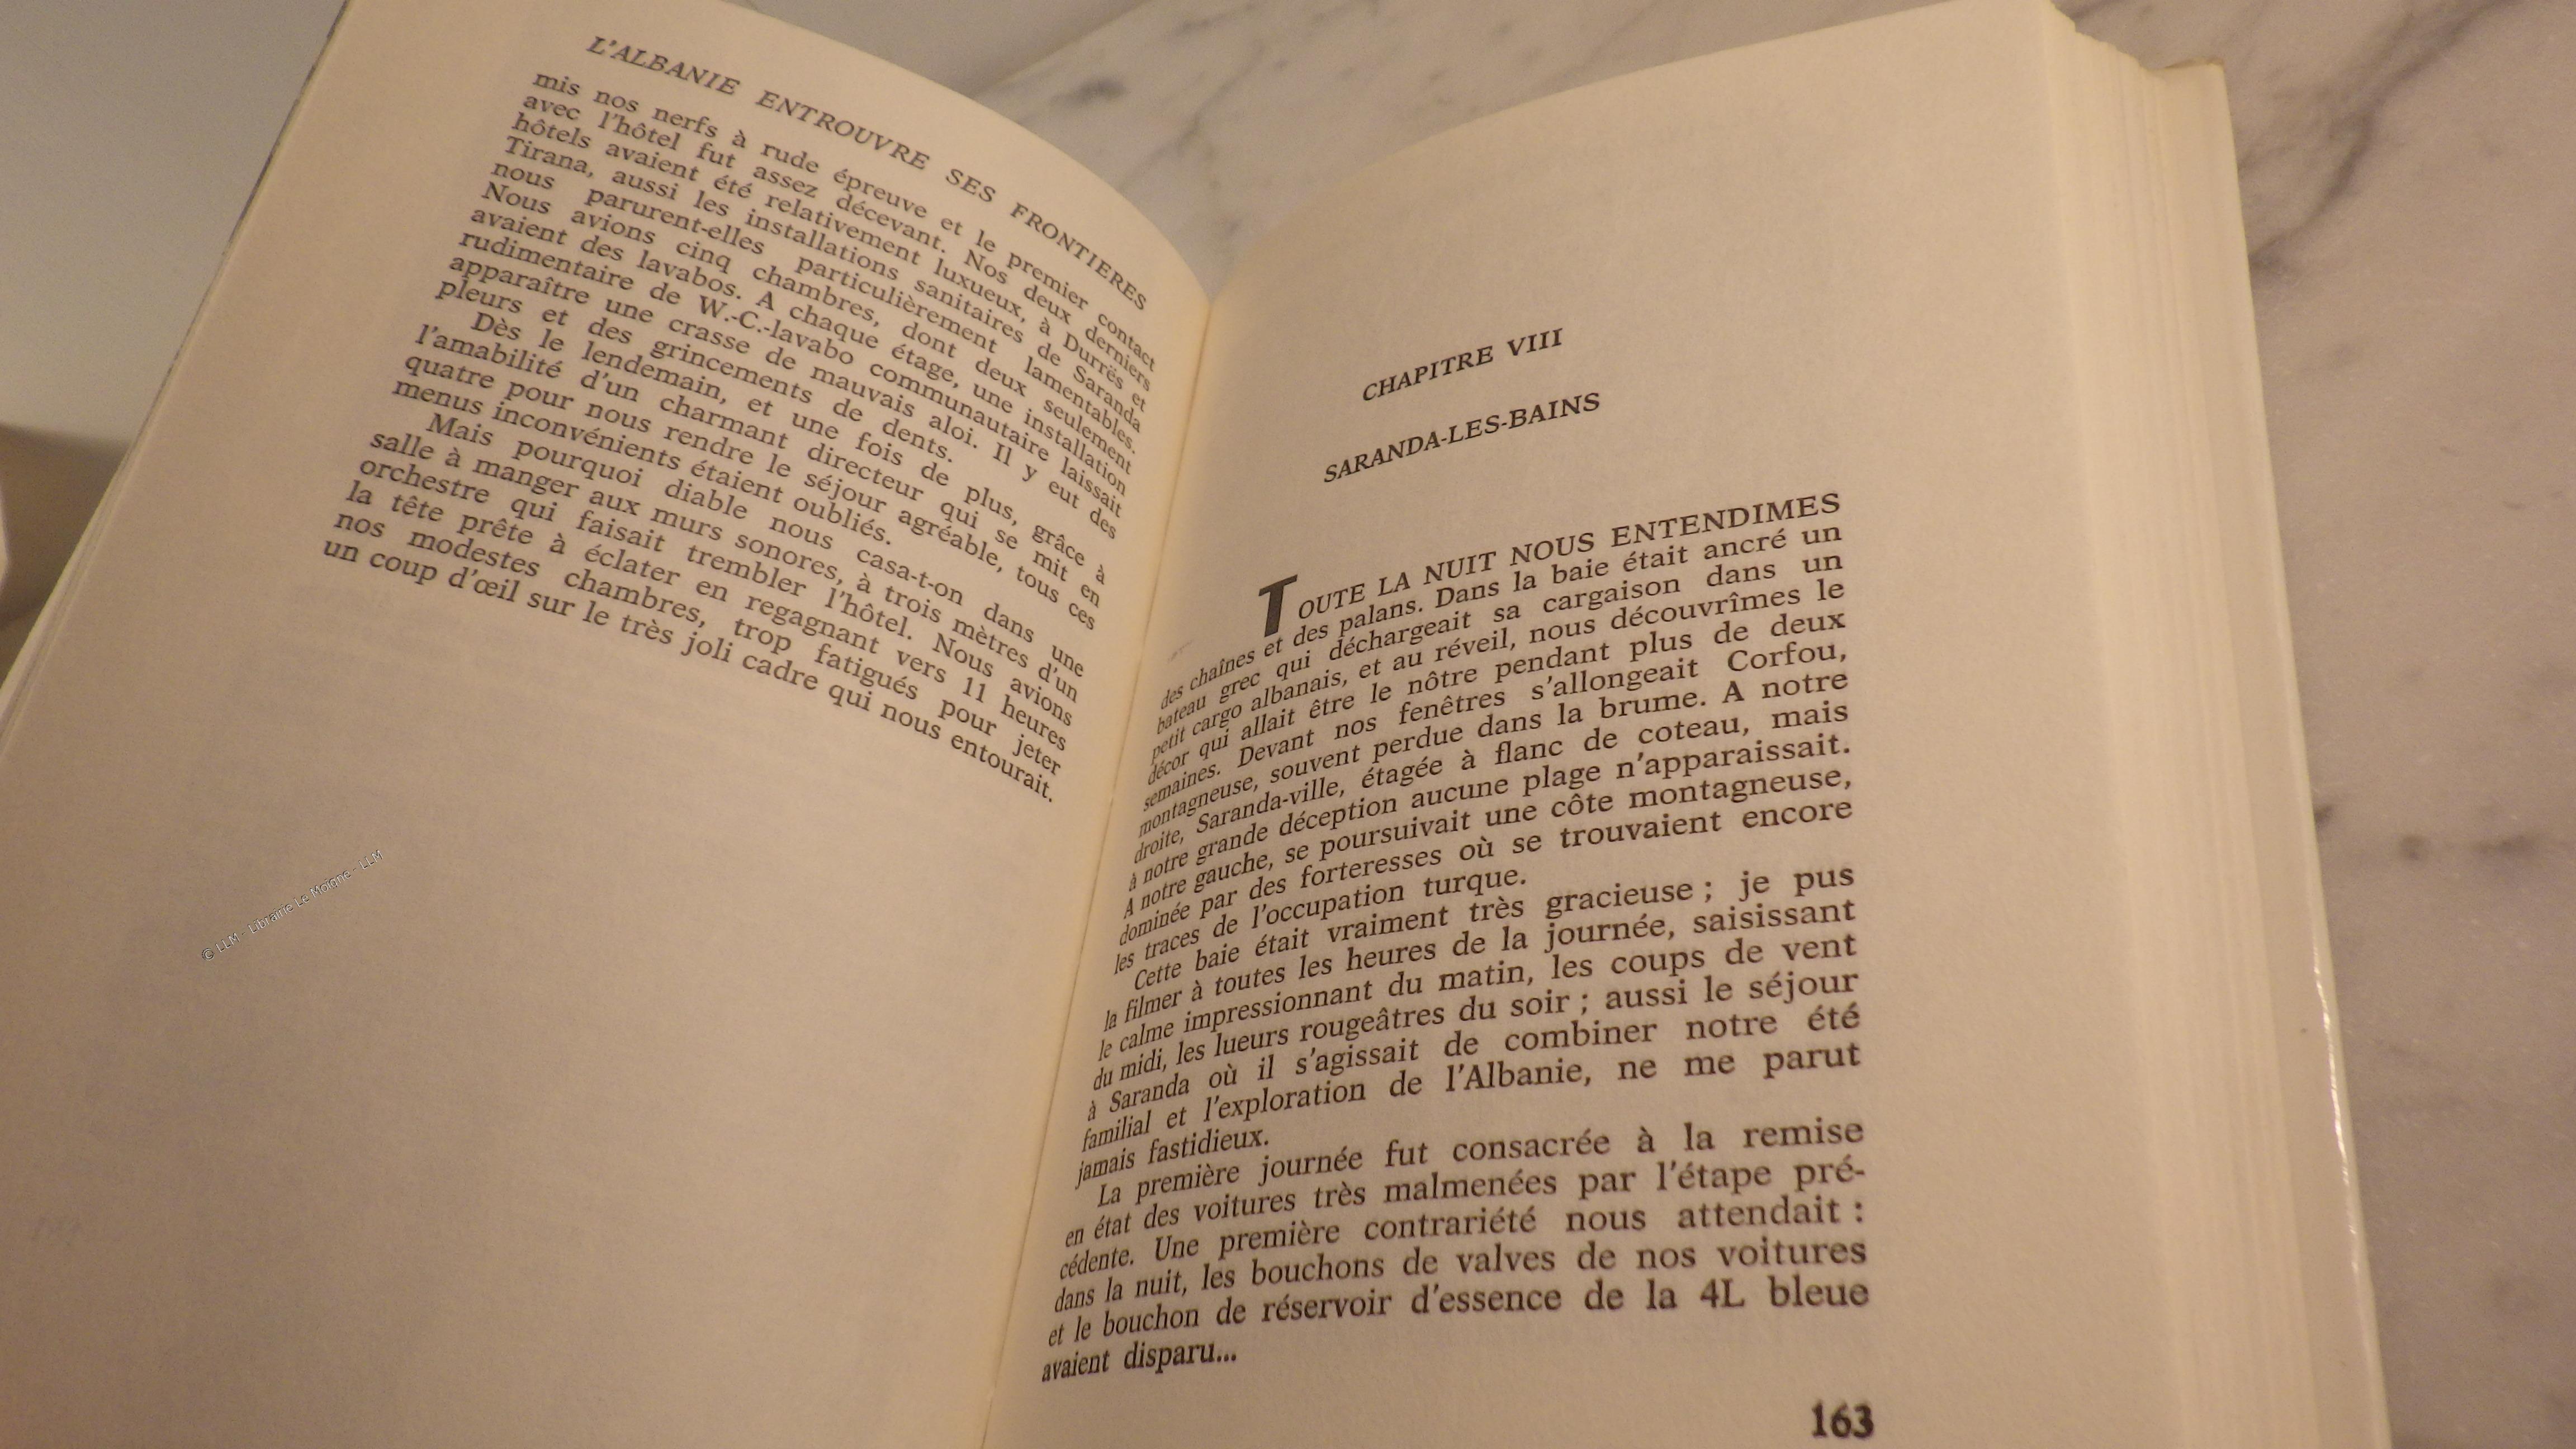 L'ALBANIE ENTROUVRE SES FRONTIERES
mis nos nerfs à rude épreuve et le premier contact
avec l'hôtel fut assez décevant. Nos deux derniers
hôtels avaient été relativement luxueux, à Durrës et
Tirana, aussi les installations sanitaires de Saranda
nous parurent-elles particulièrement lamentables.
Nous avions cinq chambres, dont deux seulement
avaient des lavabos. A chaque étage, une installation
rudimentaire de W.-C.-lavabo communautaire laissait
apparaître une crasse de mauvais aloi. Il y eut des
pleurs et des grincements de dents.
Dès le lendemain, et une fois de plus, grâce à
l'amabilité d'un charmant directeur qui se mit en
quatre pour nous rendre le séjour agréable, tous ces
menus inconvénients étaient oubliés.
Mais pourquoi diable nous casa-t-on dans une
salle à manger aux murs sonores, à trois mètres d'un
orchestre qui faisait trembler l'hôtel. Nous avions
la tête prête à éclater en regagnant vers 11 heures
nos modestes chambres, trop fatigués pour jeter
un coup d'œil sur le très joli cadre qui nous entourait.
© LLM - Librairie Le Moigne - LLM
CHAPITRE VIII
SARANDA-LES-BAINS
TOUTE LA NUIT NOUS ENTENDIMES
des chaînes et des palans. Dans la baie était ancré un
bateau grec qui déchargeait sa cargaison dans un
petit cargo albanais, et au réveil, nous découvrîmes le
décor qui allait être le nôtre pendant plus de deux
semaines. Devant nos fenêtres s'allongeait Corfou,
montagneuse, souvent perdue dans la brume. A notre
droite, Saranda-ville, étagée à flanc de coteau, mais
à notre grande déception aucune plage n'apparaissait.
A notre gauche, se poursuivait une côte montagneuse,
dominée par des forteresses où se trouvaient encore
les traces de l'occupation turque.
Cette baie était vraiment très gracieuse ; je pus
la filmer à toutes les heures de la journée, saisissant
le calme impressionnant du matin, les coups de vent
du midi, les lueurs rougeâtres du soir ; aussi le séjour
à Saranda où il s'agissait de combiner notre été
familial et l'exploration de l'Albanie, ne me parut
jamais fastidieux.
La première journée fut consacrée à la remise
en état des voitures très malmenées par l'étape pré-
cédente. Une première contrariété nous attendait :
dans la nuit, les bouchons de valves de nos voitures
et le bouchon de réservoir d'essence de la 4L bleue
avaient disparu...
163